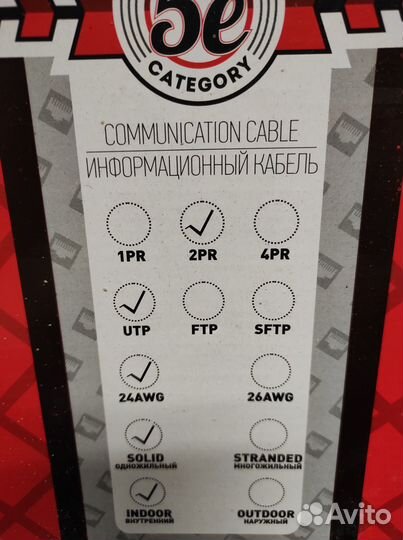 5e
CATEGORY
COMMUNICATION CABLE
ИНФОРМАЦИОННЫЙ КАБЕЛЬ
1PR 2PR 4PR
UTP FTP SFTP
24AWG 26AWG
SOLID STRANDED
ОДНОЖИЛЬНЫЙ МНОГОЖИЛЬНЫЙ
INDOOR OUTDOOR
ВНУТРЕННИЙ НАРУЖНЫЙ
Avito